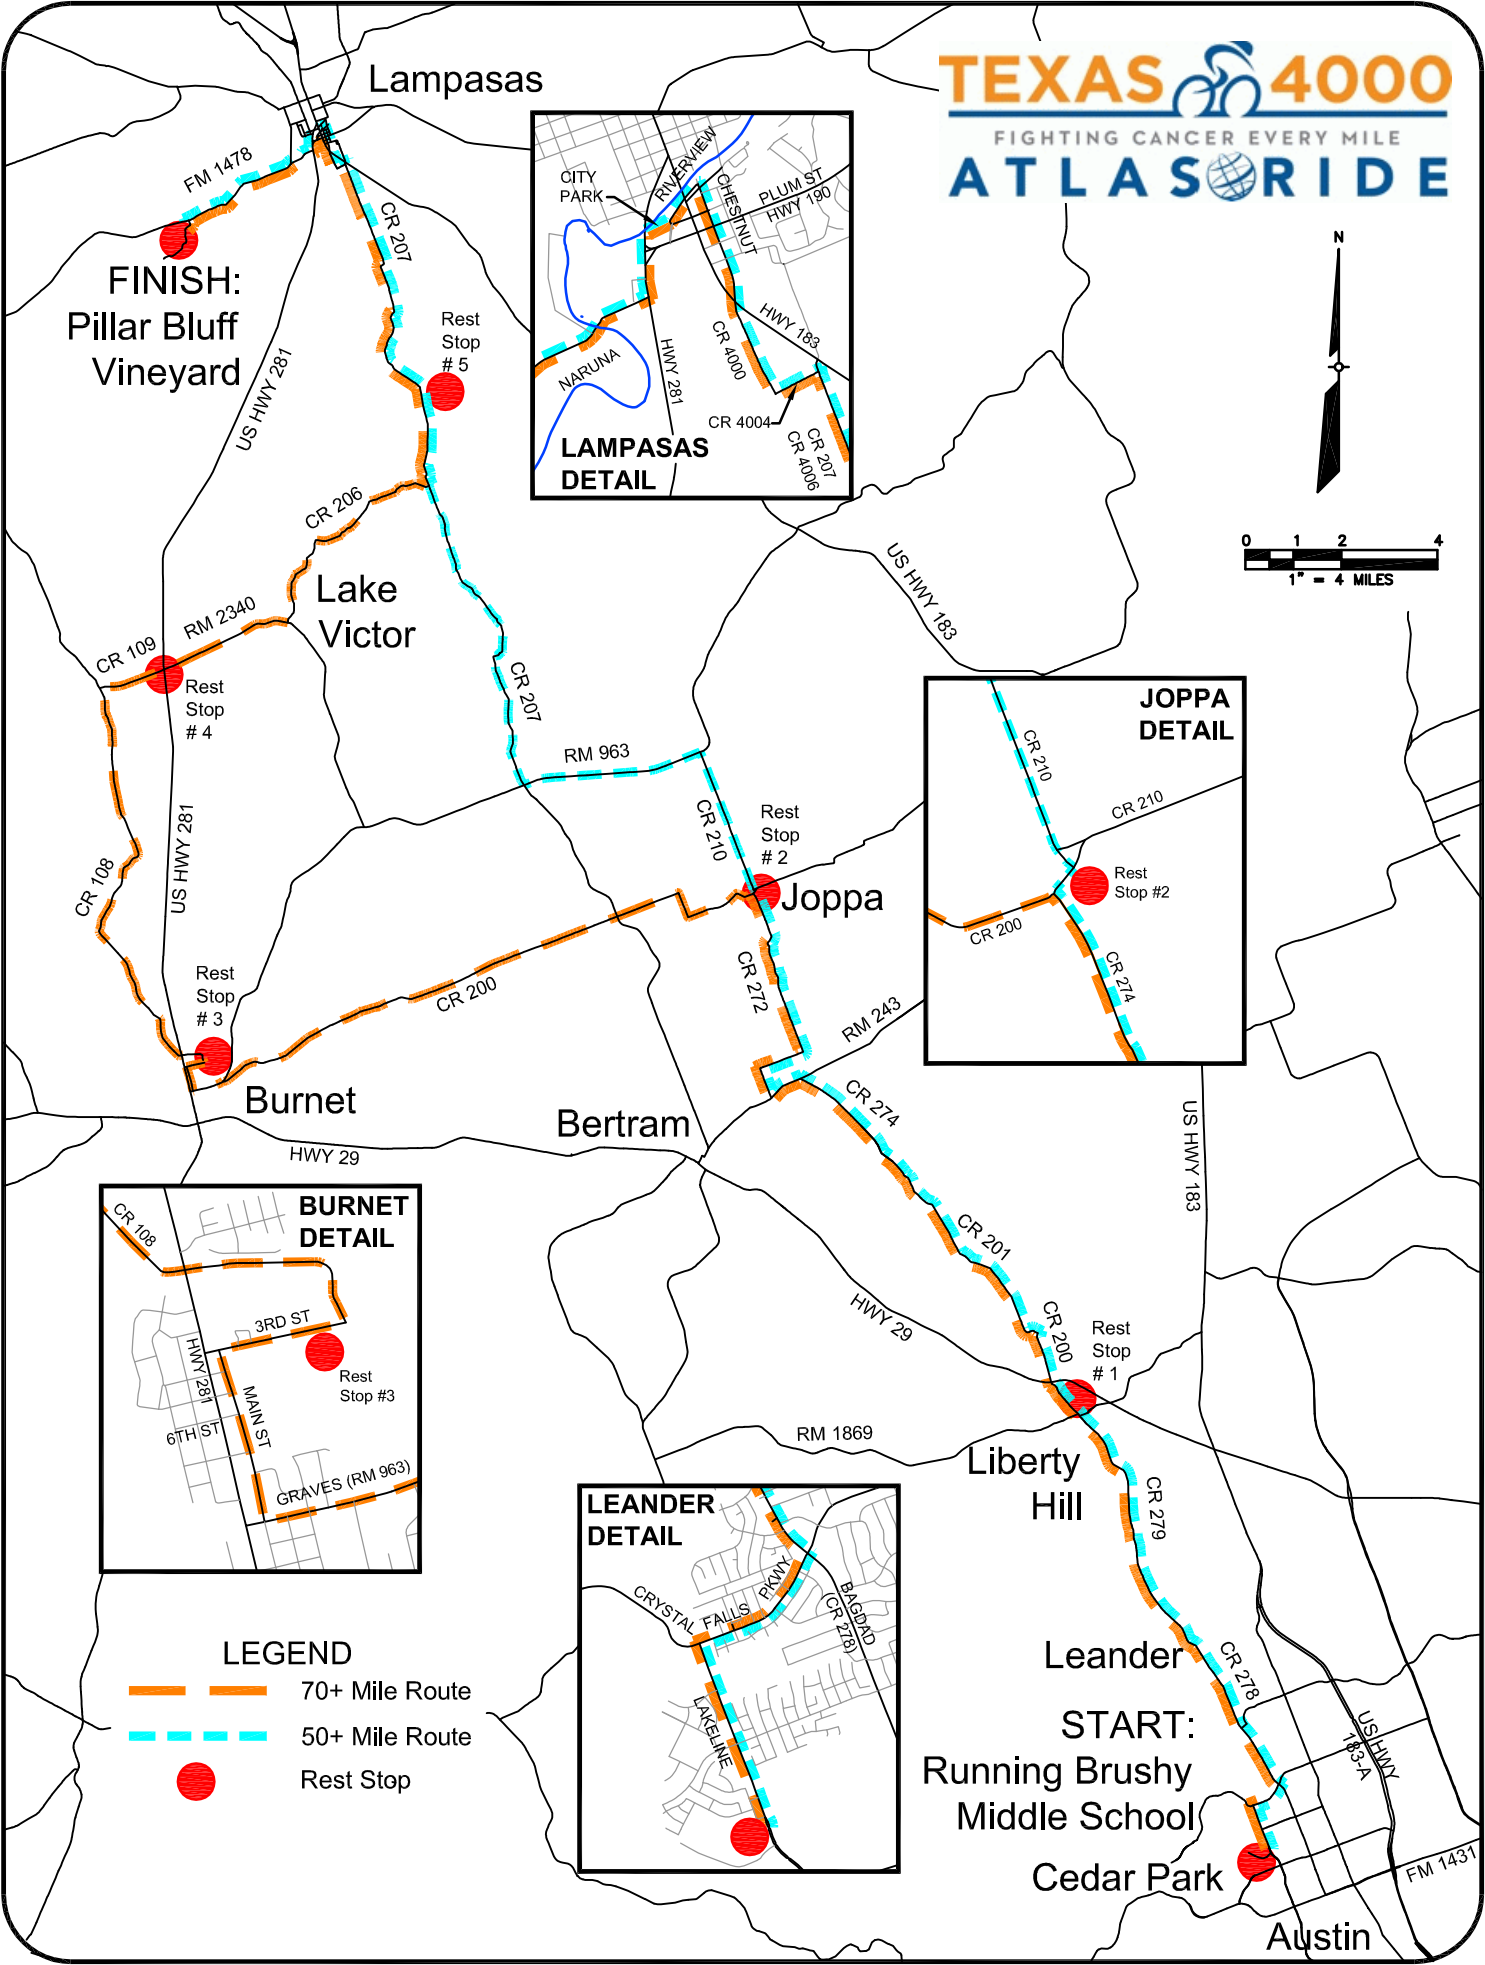 TEXAS 4000
FIGHTING CANCER EVERY MILE
ATLAS RIDE
N
0 1 2 4
1" = 4 MILES
Lampasas
FM 1478
CR 207
FINISH:
Pillar Bluff
Vineyard
US HWY 281
Rest
Stop
# 5
CR 206
Lake
Victor
RM 2340
CR 109
Rest
Stop
# 4
CR 207
RM 963
US HWY 183
CR 210
Rest
Stop
# 2
Joppa
US HWY 281
CR 108
CR 200
CR 272
RM 243
Rest
Stop
# 3
Burnet
Bertram
HWY 29
CR 274
US HWY 183
CR 201
HWY 29
CR 200
Rest
Stop
# 1
RM 1869
Liberty
Hill
CR 279
Leander
CR 278
START:
Running Brushy
Middle School
US HWY
183-A
Cedar Park
FM 1431
Austin
CITY
PARK
RIVERVIEW
CHESTNUT
PLUM ST
HWY 190
HWY 183
CR 4000
NARUNA
HWY 281
CR 4004
CR 207
CR 4006
LAMPASAS
DETAIL
JOPPA
DETAIL
CR 210
CR 210
Rest
Stop #2
CR 200
CR 274
BURNET
DETAIL
CR 108
3RD ST
HWY 281
Rest
Stop #3
MAIN ST
6TH ST
GRAVES (RM 963)
LEANDER
DETAIL
CRYSTAL
FALLS
PKWY
BAGDAD
(CR 278)
LAKELINE
LEGEND
70+ Mile Route
50+ Mile Route
Rest Stop